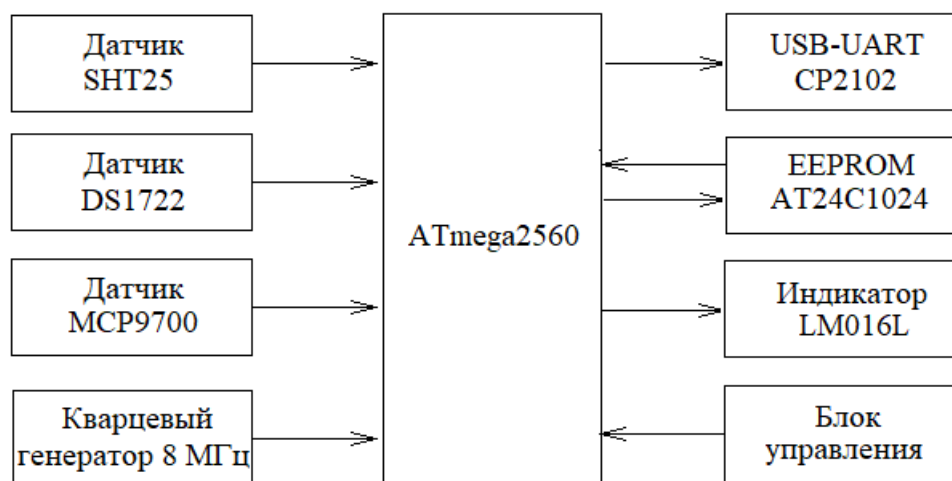 Датчик
SHT25
Датчик
DS1722
Датчик
MCP9700
Кварцевый
генератор 8 МГц
ATmega2560
USB-UART
CP2102
EEPROM
AT24C1024
Индикатор
LM016L
Блок
управления